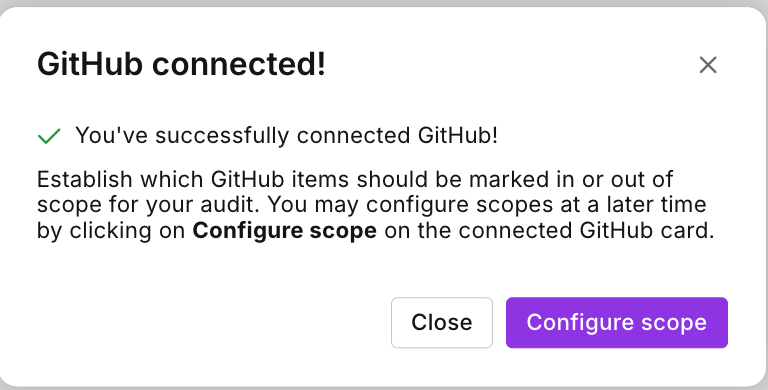 GitHub connected!
You've successfully connected GitHub!
Establish which GitHub items should be marked in or out of
scope for your audit. You may configure scopes at a later time
by clicking on Configure scope on the connected GitHub card.
Close
Configure scope